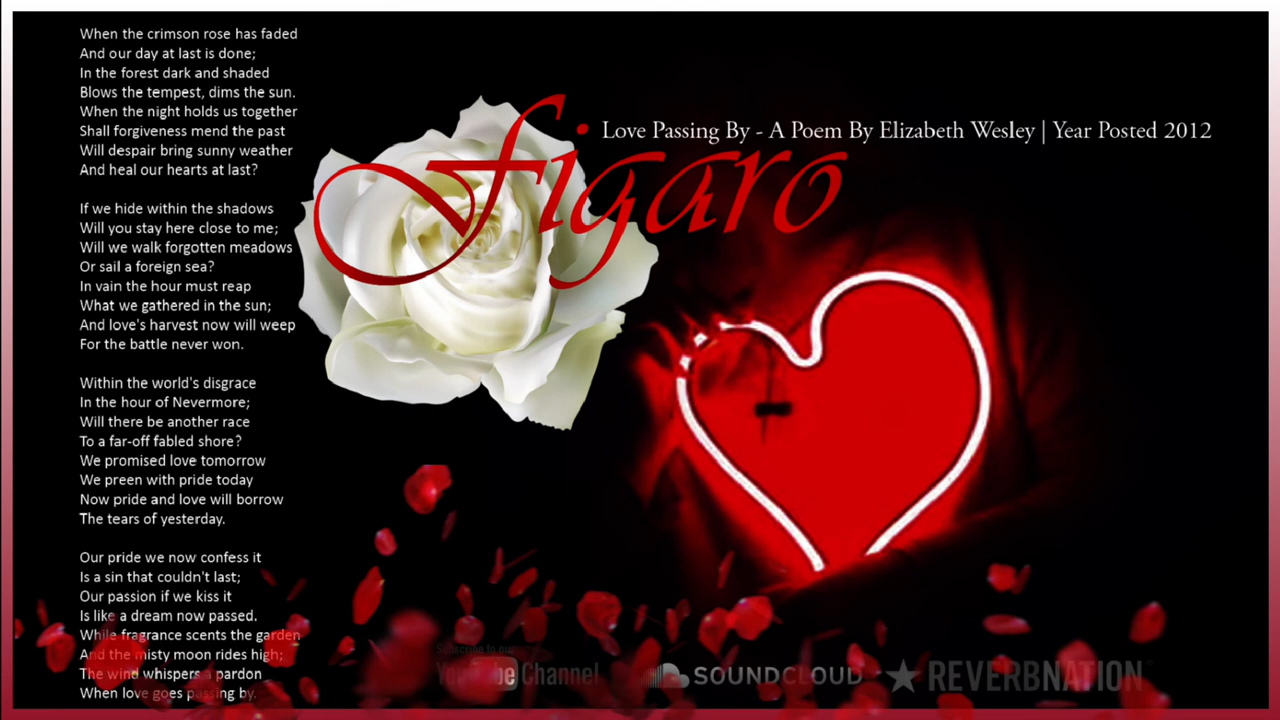 When the crimson rose has faded
And our day at last is done;
In the forest dark and shaded
Blows the tempest, dims the sun.
When the night holds us together
Shall forgiveness mend the past
Will despair bring sunny weather
And heal our hearts at last?
If we hide within the shadows
Will you stay here close to me;
Will we walk forgotten meadows
Or sail a foreign sea?
In vain the hour must reap
What we gathered in the sun;
And love's harvest now will weep
For the battle never won.
Within the world's disgrace
In the hour of Nevermore;
Will there be another race
To a far-off fabled shore?
We promised love tomorrow
We preen with pride today
Now pride and love will borrow
The tears of yesterday.
Our pride we now confess it
Is a sin that couldn't last;
Our passion if we kiss it
Is like a dream now passed.
While fragrance scents the garden
And the misty moon rides high;
The wind whispers a pardon
When love goes passing by.
Love Passing By - A Poem By Elizabeth Wesley | Year Posted 2012
Figaro
Subscribe to our
YouTube Channel
SOUNDCLOUD
REVERBNATION